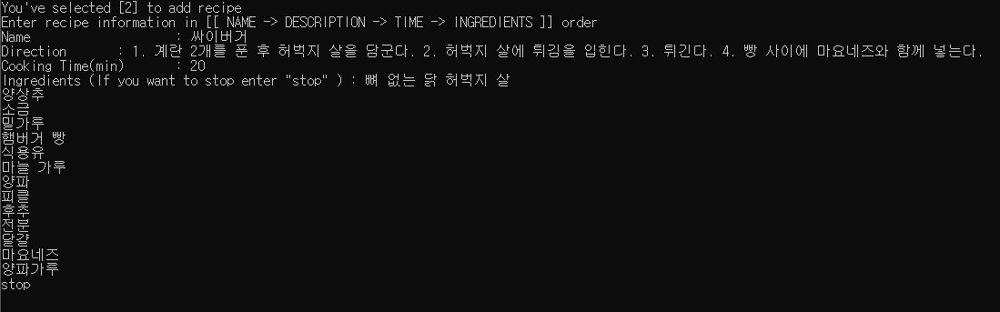 You've selected [2] to add recipe
Enter recipe information in [[ NAME -> DESCRIPTION -> TIME -> INGREDIENTS ]] order
Name : 싸이버거
Direction : 1. 계란 2개를 푼 후 허벅지 살을 담군다. 2. 허벅지 살에 튀김을 입힌다. 3. 튀긴다. 4. 빵 사이에 마요네즈와 함께 넣는다.
Cooking Time(min) : 20
Ingredients (If you want to stop enter "stop" ) : 뼈 없는 닭 허벅지 살
양상추
소금
밀가루
햄버거 빵
식용유
마늘 가루
양파
피클
후추
전분
달걀
마요네즈
양파가루
stop